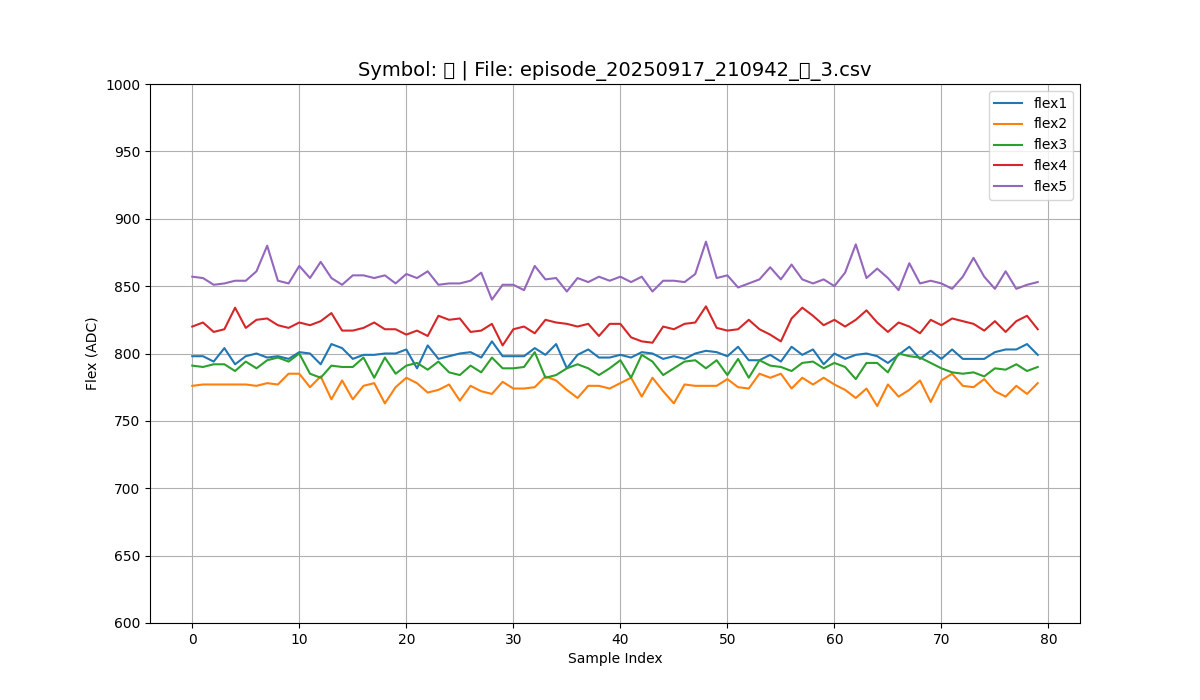 Symbol: | File: episode_20250917_210942_ _3.csv
1000
950
900
850
800
750
700
650
600
Flex (ADC)
flex1
flex2
flex3
flex4
flex5
0 10 20 30 40 50 60 70 80
Sample Index